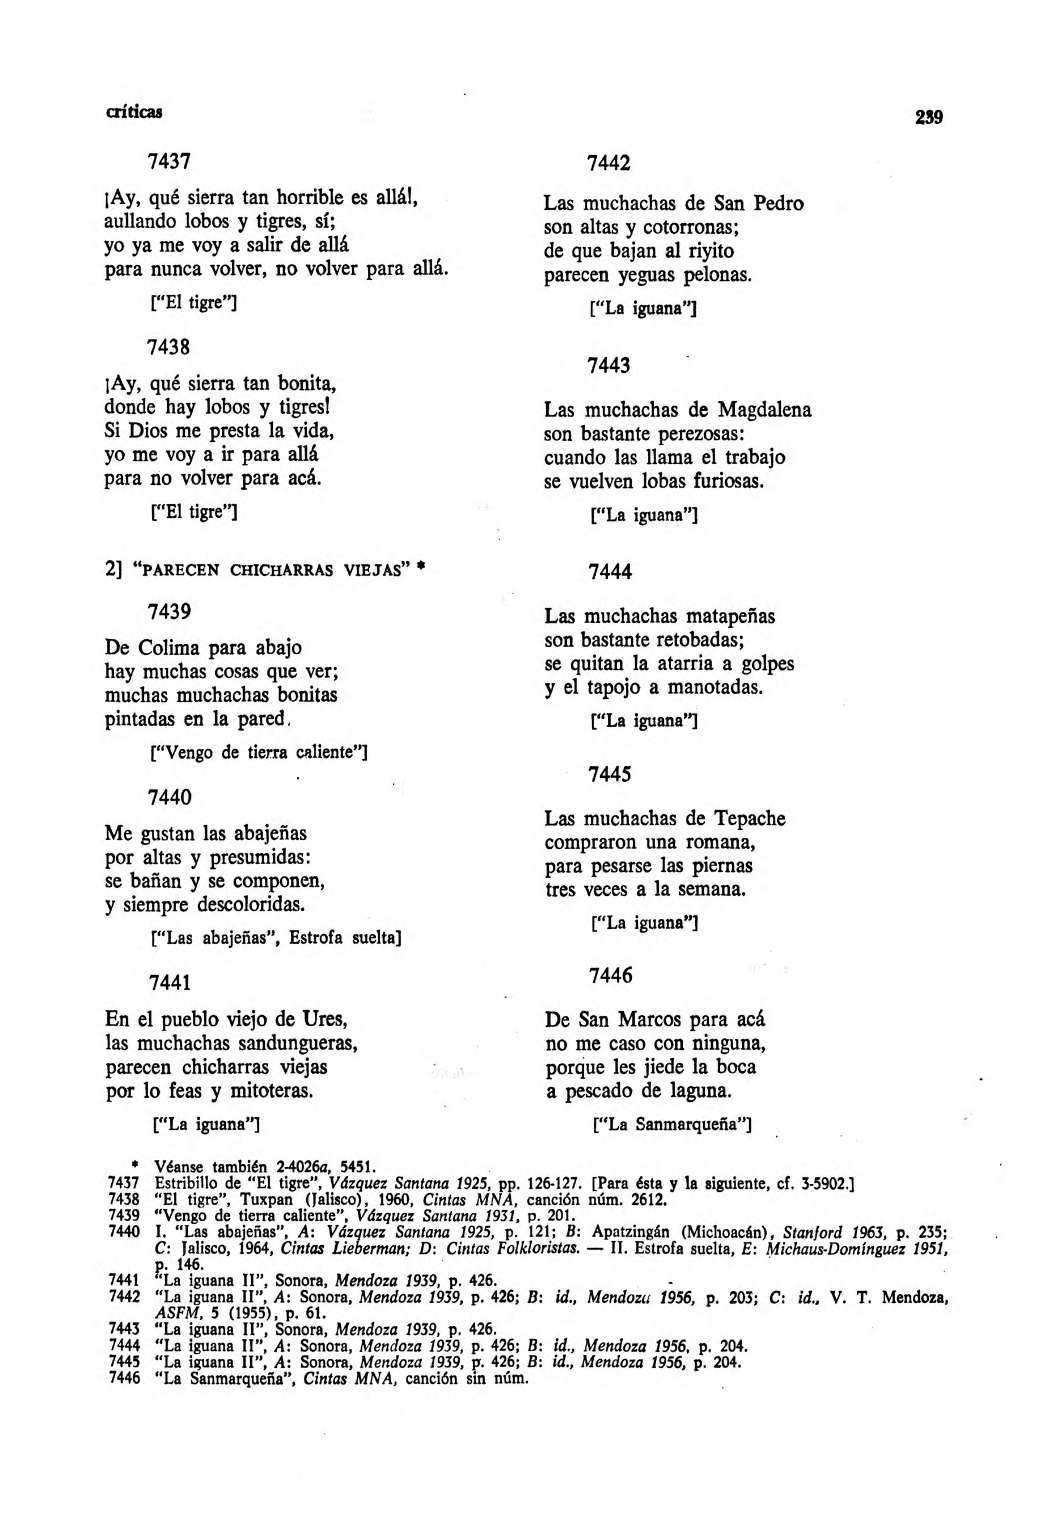 críticas
239
7437
¡Ay, qué sierra tan horrible es allá!,
aullando lobos y tigres, sí;
yo ya me voy a salir de allá
para nunca volver, no volver para allá.
["El tigre"]
7438
¡Ay, qué sierra tan bonita,
donde hay lobos y tigres!
Si Dios me presta la vida,
yo me voy a ir para allá
para no volver para acá.
["El tigre"]
2] "PARECEN CHICHARRAS VIEJAS" *
7439
De Colima para abajo
hay muchas cosas que ver;
muchas muchachas bonitas
pintadas en la pared.
["Vengo de tierra caliente"]
7440
Me gustan las abajeñas
por altas y presumidas:
se bañan y se componen,
y siempre descoloridas.
["Las abajeñas", Estrofa suelta]
7441
En el pueblo viejo de Ures,
las muchachas sandungueras,
parecen chicharras viejas
por lo feas y mitoteras.
["La iguana"]
7442
Las muchachas de San Pedro
son altas y cotorronas;
de que bajan al riyito
parecen yeguas pelonas.
["La iguana"]
7443
Las muchachas de Magdalena
son bastante perezosas:
cuando las llama el trabajo
se vuelven lobas furiosas.
["La iguana"]
7444
Las muchachas matapeñas
son bastante retobadas;
se quitan la atarria a golpes
y el tapojo a manotadas.
["La iguana"]
7445
Las muchachas de Tepache
compraron una romana,
para pesarse las piernas
tres veces a la semana.
["La iguana"]
7446
De San Marcos para acá
no me caso con ninguna,
porque les jiede la boca
a pescado de laguna.
["La Sanmarqueña"]
* Véanse también 2-4026a, 5451.
7437 Estribillo de "El tigre", Vázquez Santana 1925, pp. 126-127. [Para ésta y la siguiente, cf. 3-5902.]
7438 "El tigre", Tuxpan (Jalisco), 1960, Cintas MNA, canción núm. 2612.
7439 "Vengo de tierra caliente", Vázquez Santana 1931, p. 201.
7440 I. "Las abajeñas", A: Vázquez Santana 1925, p. 121; B: Apatzingán (Michoacán), Stanford 1963, p. 235;
C: Jalisco, 1964, Cintas Lieberman; D: Cintas Folkloristas. — II. Estrofa suelta, E: Michaus-Domínguez 1951,
p. 146.
7441 "La iguana II", Sonora, Mendoza 1939, p. 426.
7442 "La iguana II", A: Sonora, Mendoza 1939, p. 426; B: id., Mendoza 1956, p. 203; C: id., V. T. Mendoza,
ASFM, 5 (1955), p. 61.
7443 "La iguana II", Sonora, Mendoza 1939, p. 426.
7444 "La iguana II", A: Sonora, Mendoza 1939, p. 426; B: id., Mendoza 1956, p. 204.
7445 "La iguana II", A: Sonora, Mendoza 1939, p. 426; B: id., Mendoza 1956, p. 204.
7446 "La Sanmarqueña", Cintas MNA, canción sin núm.